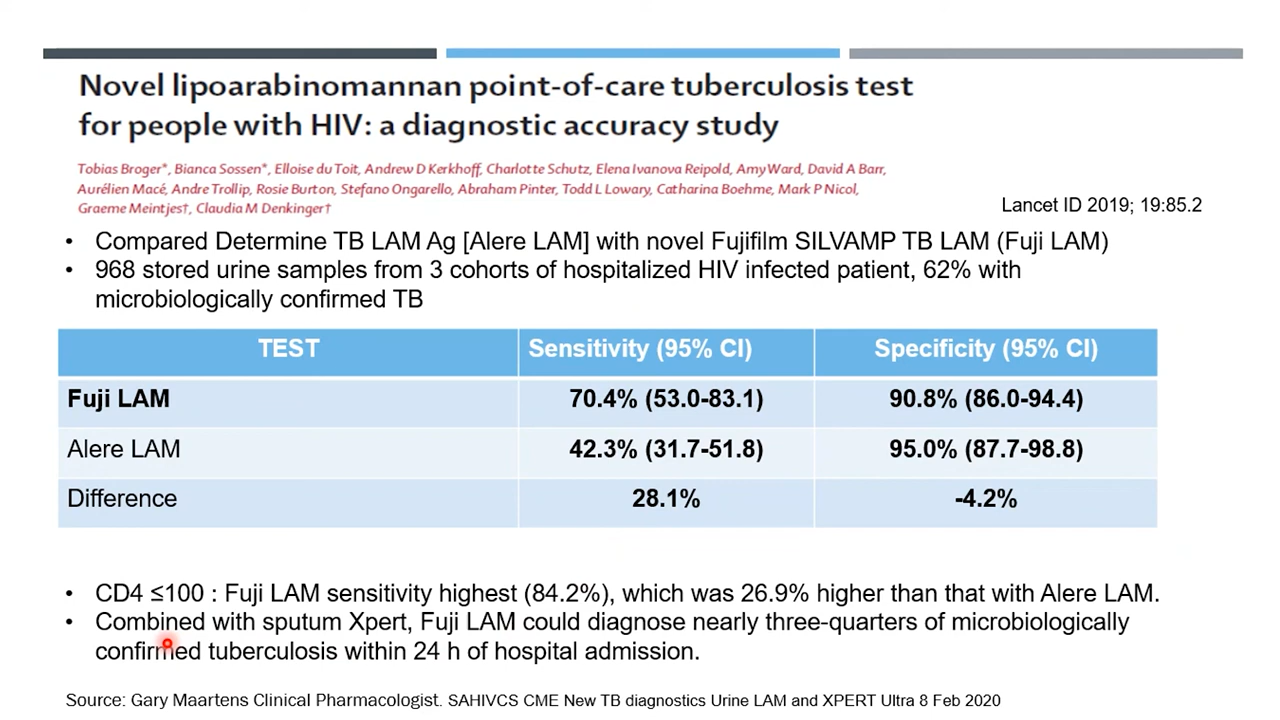 Novel lipoarabinomannan point-of-care tuberculosis test
for people with HIV: a diagnostic accuracy study
Tobias Broger*, Bianca Sossen*, Elloise du Toit, Andrew D Kerkhoff, Charlotte Schutz, Elena Ivanova Reipold, Amy Ward, David A Barr,
Aurélien Macé, Andre Trollip, Rosie Burton, Stefano Ongarello, Abraham Pinter, Todd L Lowary, Catharina Boehme, Mark P Nicol,
Graeme Meintjes†, Claudia M Denkinger†
Lancet ID 2019; 19:85.2
• Compared Determine TB LAM Ag [Alere LAM] with novel Fujifilm SILVAMP TB LAM (Fuji LAM)
• 968 stored urine samples from 3 cohorts of hospitalized HIV infected patient, 62% with
microbiologically confirmed TB
TEST Sensitivity (95% CI) Specificity (95% CI)
Fuji LAM 70.4% (53.0-83.1) 90.8% (86.0-94.4)
Alere LAM 42.3% (31.7-51.8) 95.0% (87.7-98.8)
Difference 28.1% -4.2%
• CD4 ≤100 : Fuji LAM sensitivity highest (84.2%), which was 26.9% higher than that with Alere LAM.
• Combined with sputum Xpert, Fuji LAM could diagnose nearly three-quarters of microbiologically
confirmed tuberculosis within 24 h of hospital admission.
Source: Gary Maartens Clinical Pharmacologist. SAHIVCS CME New TB diagnostics Urine LAM and XPERT Ultra 8 Feb 2020